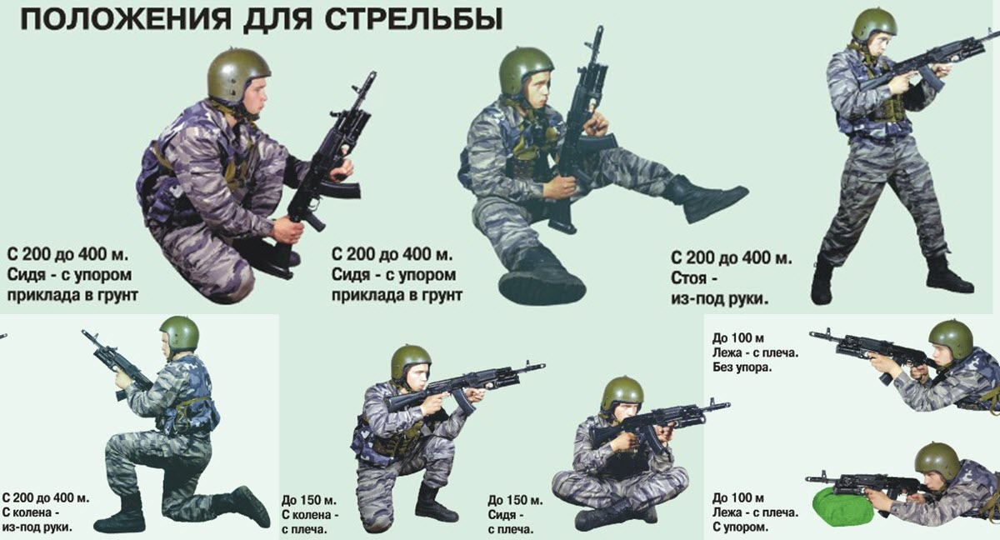 ПОЛОЖЕНИЯ ДЛЯ СТРЕЛЬБЫ
С 200 до 400 м.
Сидя - с упором
приклада в грунт
С 200 до 400 м.
Сидя - с упором
приклада в грунт
С 200 до 400 м.
Стоя -
из-под руки.
С 200 до 400 м.
С колена -
из-под руки.
До 150 м.
С колена -
с плеча.
До 150 м.
Сидя -
с плеча.
До 100 м
Лежа - с плеча.
Без упора.
До 100 м
Лежа - с плеча.
С упором.